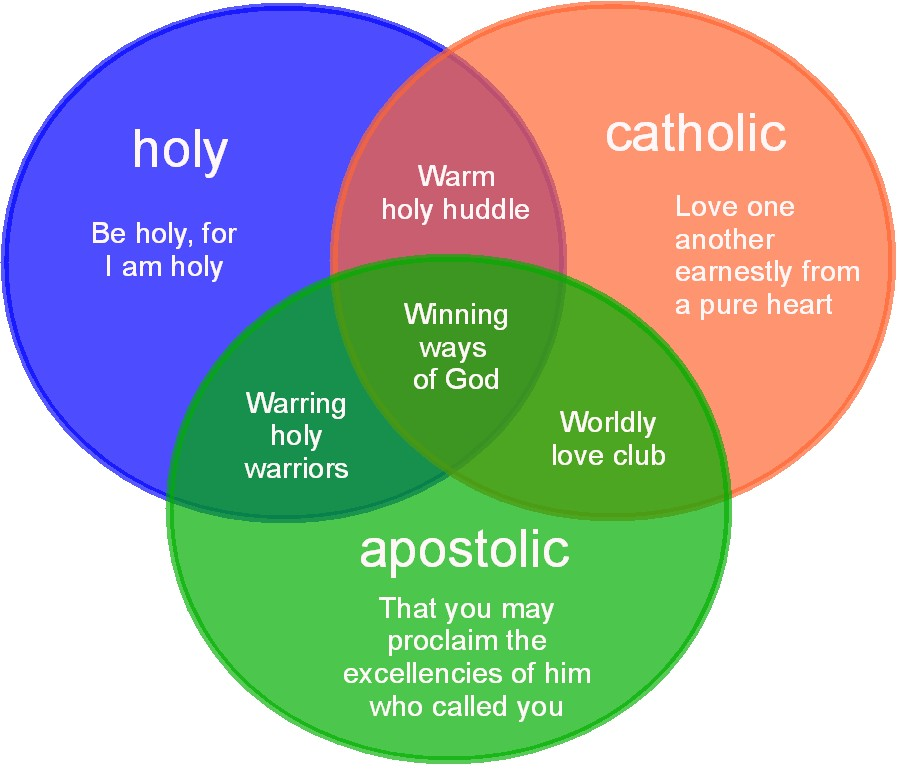 holy
Be holy, for
I am holy
catholic
Love one
another
earnestly from
a pure heart
Warm
holy huddle
Winning
ways
of God
Warring
holy
warriors
Worldly
love club
apostolic
That you may
proclaim the
excellencies of him
who called you